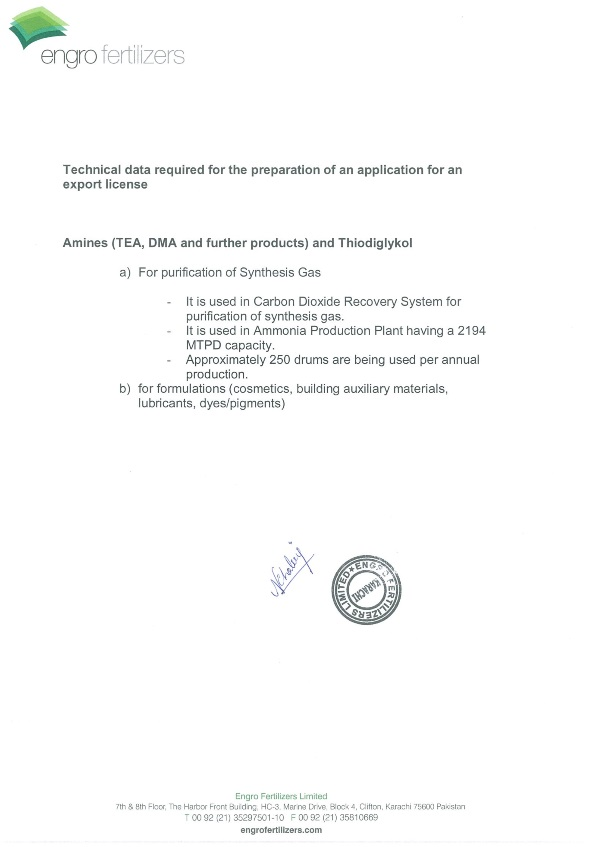 engro fertilizers
Technical data required for the preparation of an application for an
export license
Amines (TEA, DMA and further products) and Thiodiglykol
a) For purification of Synthesis Gas
- It is used in Carbon Dioxide Recovery System for
purification of synthesis gas.
- It is used in Ammonia Production Plant having a 2194
MTPD capacity.
- Approximately 250 drums are being used per annual
production.
b) for formulations (cosmetics, building auxiliary materials,
lubricants, dyes/pigments)
ENGRO FERTILIZERS LIMITED
KARACHI
Engro Fertilizers Limited
7th & 8th Floor, The Harbor Front Building, HC-3, Marine Drive, Block 4, Clifton, Karachi 75600 Pakistan
T 00 92 (21) 35297501-10 F 00 92 (21) 35810669
engrofertilizers.com